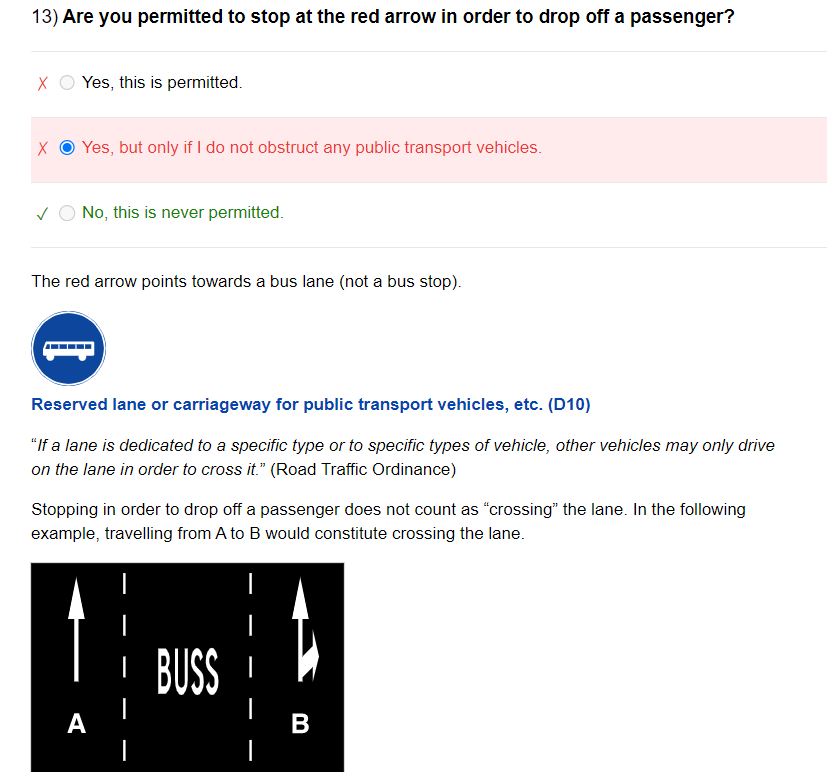 13) Are you permitted to stop at the red arrow in order to drop off a passenger?
Yes, this is permitted.
Yes, but only if I do not obstruct any public transport vehicles.
No, this is never permitted.
The red arrow points towards a bus lane (not a bus stop).
Reserved lane or carriageway for public transport vehicles, etc. (D10)
“If a lane is dedicated to a specific type or to specific types of vehicle, other vehicles may only drive
on the lane in order to cross it.” (Road Traffic Ordinance)
Stopping in order to drop off a passenger does not count as “crossing” the lane. In the following
example, travelling from A to B would constitute crossing the lane.
BUSS
A B